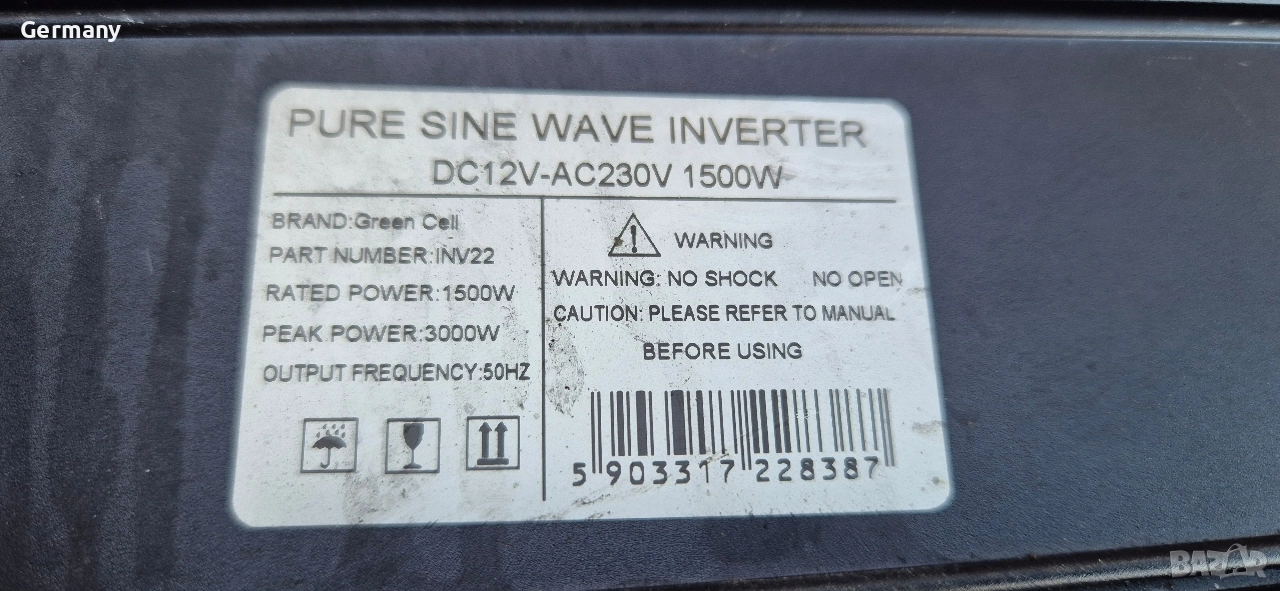 Germany
PURE SINE WAVE INVERTER
DC12V-AC230V 1500W
BRAND:Green Cell
PART NUMBER:INV22
RATED POWER:1500W
PEAK POWER:3000W
OUTPUT FREQUENCY:50HZ
WARNING
WARNING: NO SHOCK NO OPEN
CAUTION: PLEASE REFER TO MANUAL
BEFORE USING
5 903317 228387
BAZAR